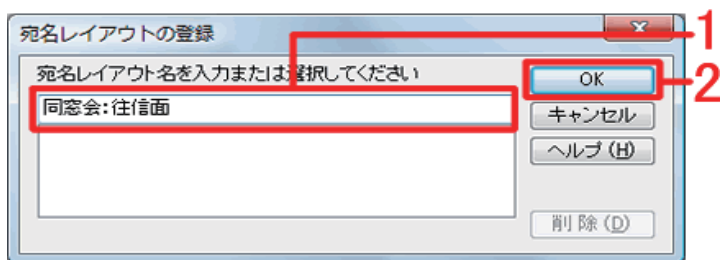 宛名レイアウトの登録
1
宛名レイアウト名を入力または選択してください
OK
2
同窓会:往信面
キャンセル
ヘルプ(H)
削除(D)